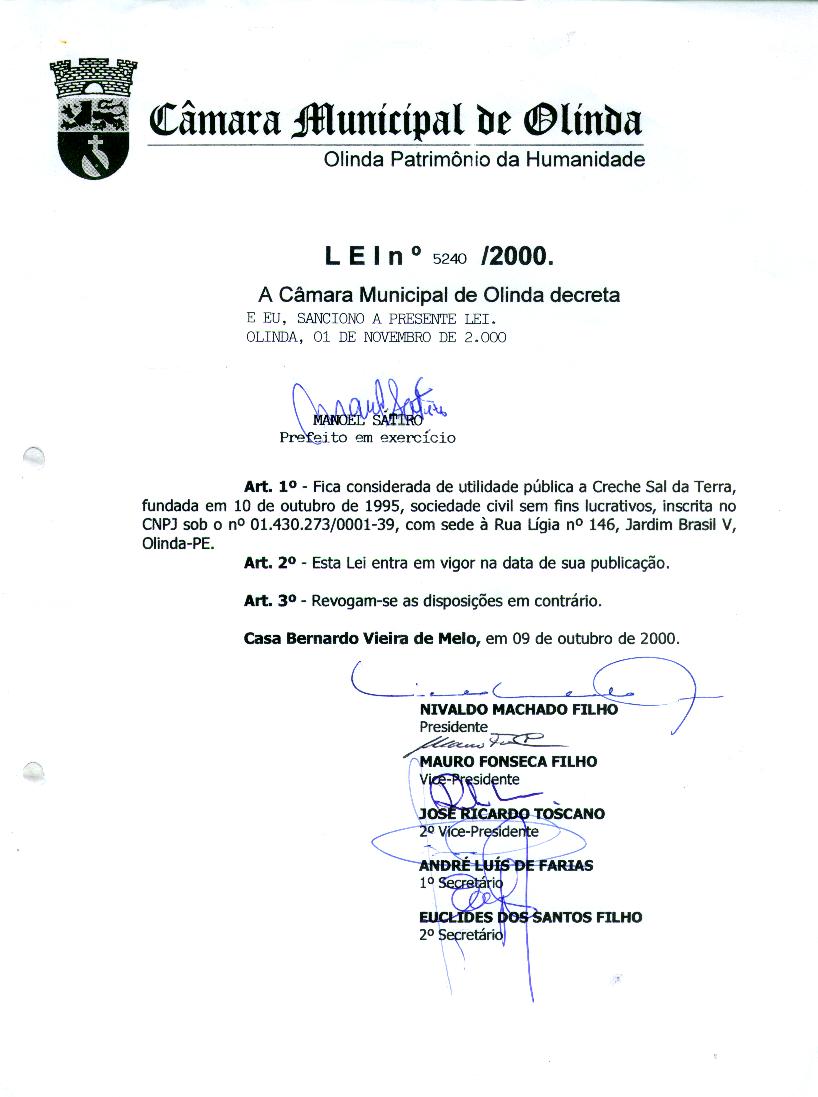 Câmara Municipal de Olinda
Olinda Patrimônio da Humanidade
L E I n º 5240 /2000.
A Câmara Municipal de Olinda decreta
E EU, SANCIONO A PRESENTE LEI.
OLINDA, 01 DE NOVEMBRO DE 2.000
MANOEL SÁTIRO
Prefeito em exercício
Art. 1º - Fica considerada de utilidade pública a Creche Sal da Terra,
fundada em 10 de outubro de 1995, sociedade civil sem fins lucrativos, inscrita no
CNPJ sob o nº 01.430.273/0001-39, com sede à Rua Lígia nº 146, Jardim Brasil V,
Olinda-PE.
Art. 2º - Esta Lei entra em vigor na data de sua publicação.
Art. 3º - Revogam-se as disposições em contrário.
Casa Bernardo Vieira de Melo, em 09 de outubro de 2000.
NIVALDO MACHADO FILHO
Presidente
MAURO FONSECA FILHO
Vice-Presidente
JOSÉ RICARDO TOSCANO
2º Vice-Presidente
ANDRÉ LUÍS DE FARIAS
1º Secretário
EUCLIDES DOS SANTOS FILHO
2º Secretário